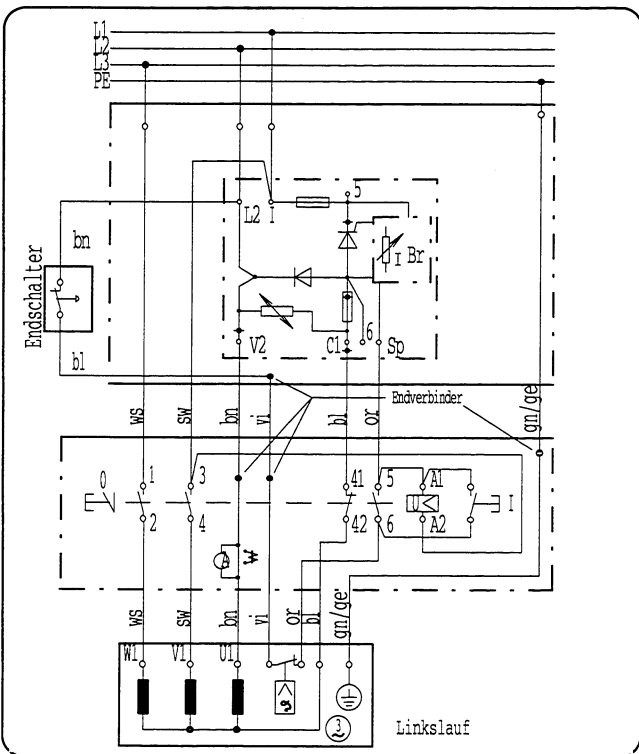 L1
L2
L3
PE
5
L2 I
bn
I Br
Endschalter
6
V2 C1 Sp
bl
ws sw bn vi bl or gn/ge
Endverbinder
0 1 3 41 5 A1
U< I
2 4 42 6 A2
A
ws sw bn vi or bl gn/ge
W1 V1 U1
ϑ
3
Linkslauf